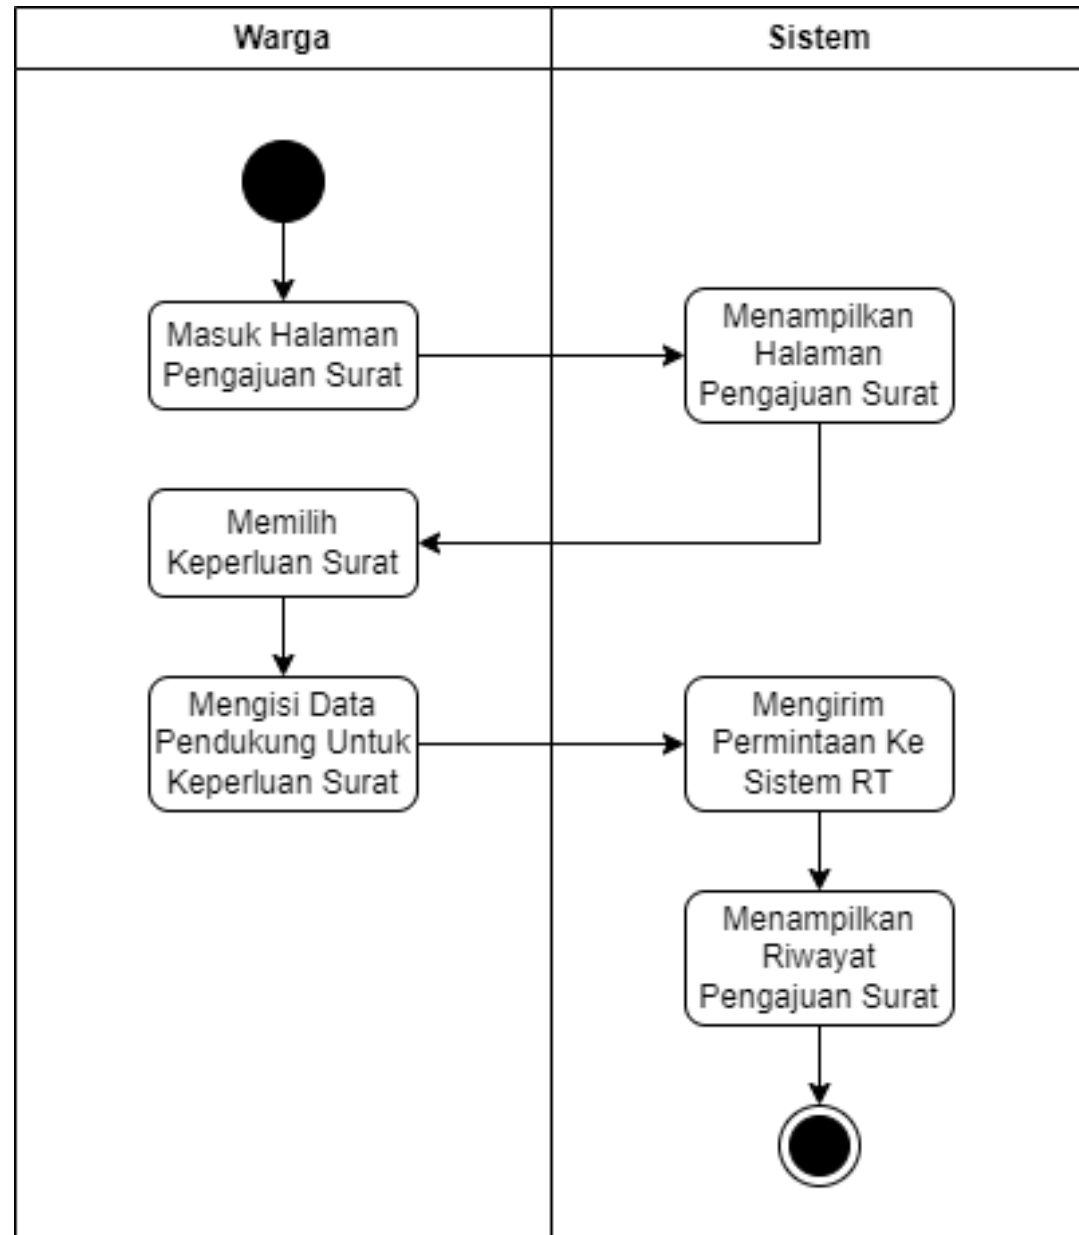 Warga
Sistem
Masuk Halaman
Pengajuan Surat
Menampilkan
Halaman
Pengajuan Surat
Memilih
Keperluan Surat
Mengisi Data
Pendukung Untuk
Keperluan Surat
Mengirim
Permintaan Ke
Sistem RT
Menampilkan
Riwayat
Pengajuan Surat